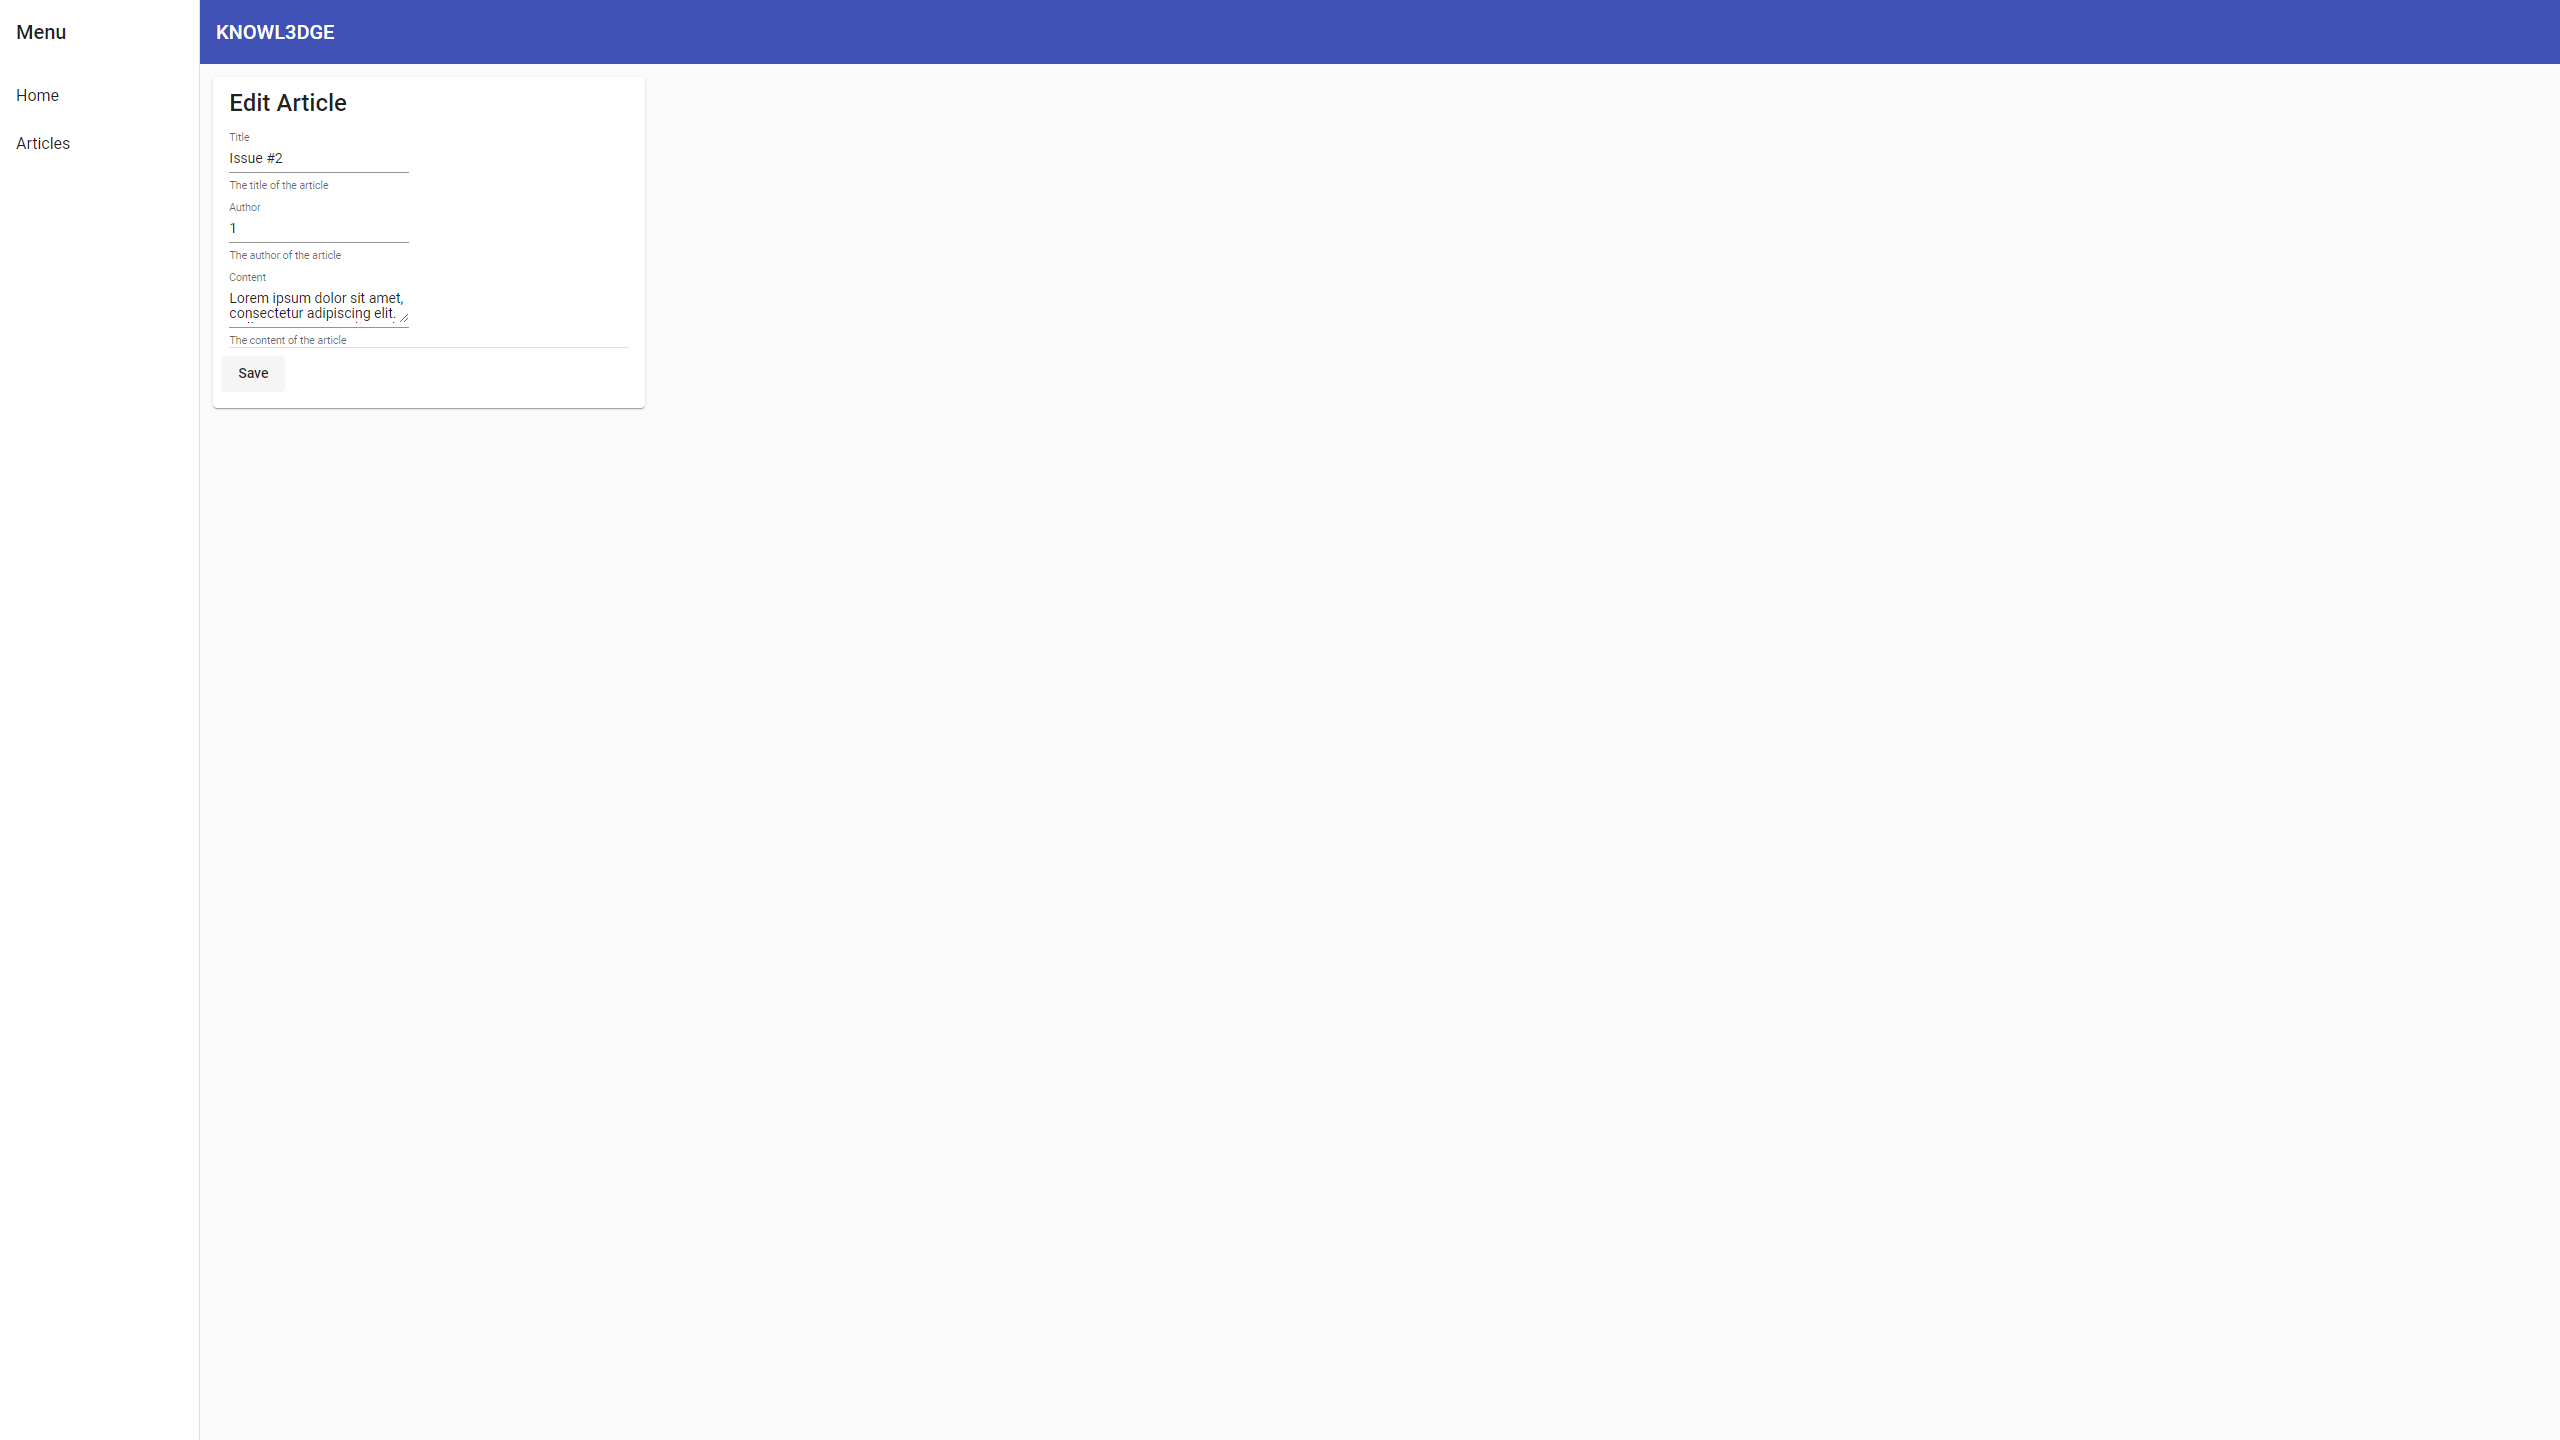 Menu
KNOWL3DGE
Home
Articles
Edit Article
Title
Issue #2
The title of the article
Author
1
The author of the article
Content
Lorem ipsum dolor sit amet,
consectetur adipiscing elit.
The content of the article
Save